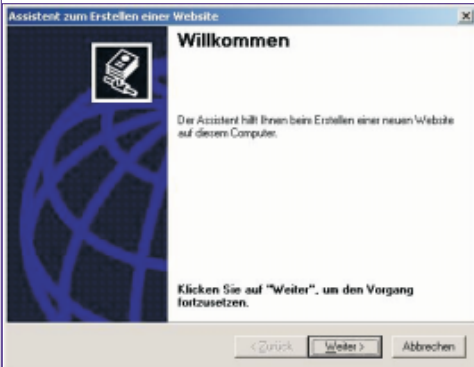 Assistent zum Erstellen einer Website
Willkommen
Der Assistent hilft Ihnen beim Erstellen einer neuen Website
auf diesem Computer.
Klicken Sie auf "Weiter", um den Vorgang
fortzusetzen.
< Zurück Weiter > Abbrechen